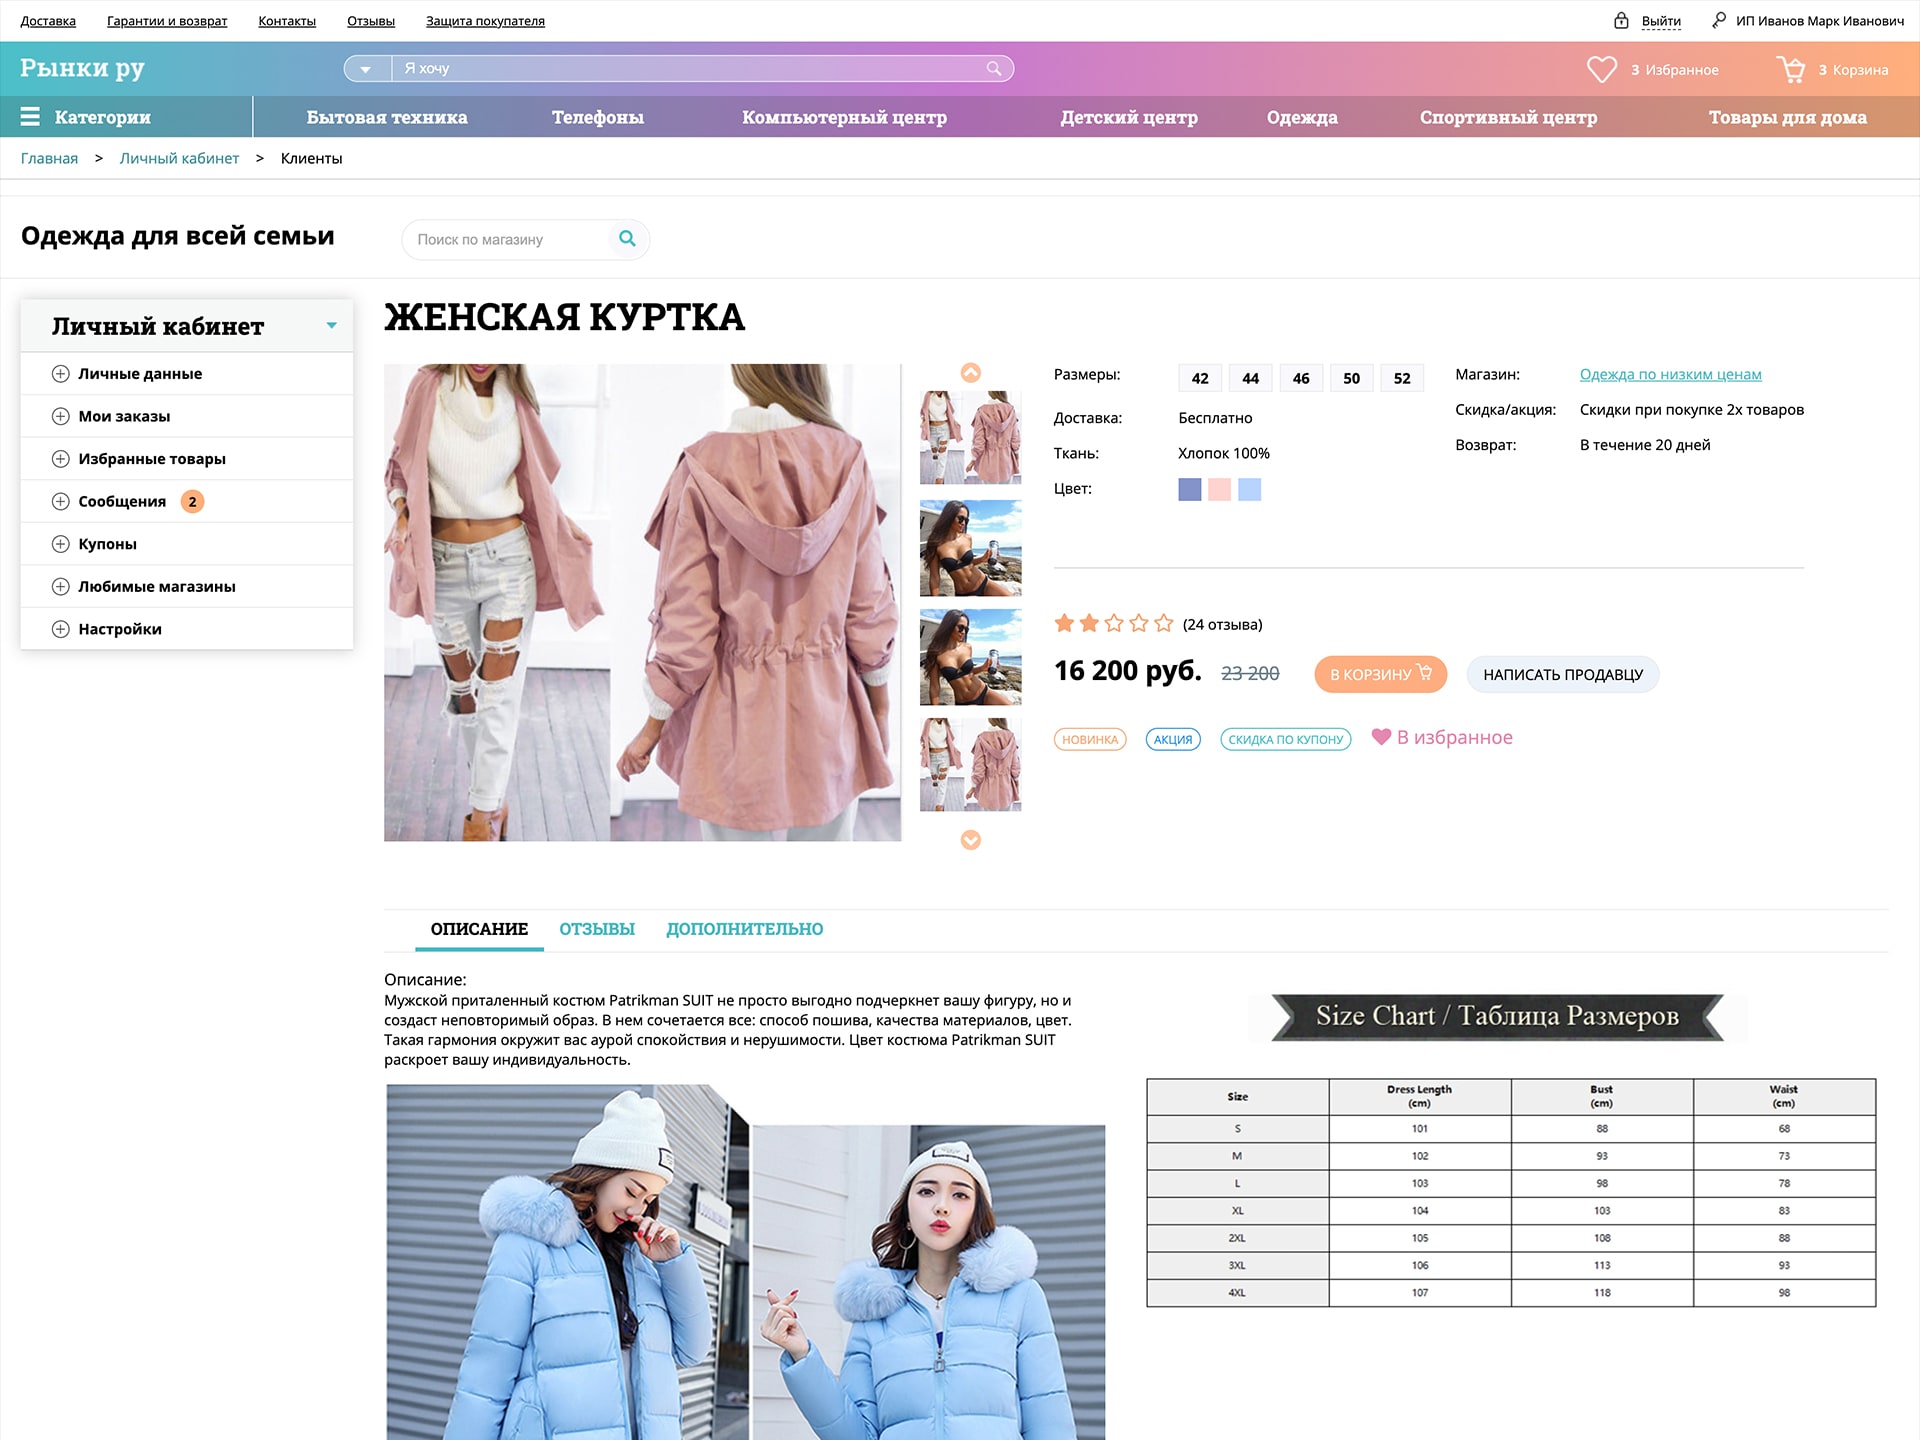 Доставка Гарантии и возврат Контакты Отзывы Защита покупателя Выйти ИП Иванов Марк Иванович
Рынки ру Я хочу 3 Избранное 3 Корзина
Категории Бытовая техника Телефоны Компьютерный центр Детский центр Одежда Спортивный центр Товары для дома
Главная > Личный кабинет > Клиенты
Одежда для всей семьи Поиск по магазину
Личный кабинет
Личные данные
Мои заказы
Избранные товары
Сообщения 2
Купоны
Любимые магазины
Настройки
ЖЕНСКАЯ КУРТКА
Размеры: 42 44 46 50 52
Доставка: Бесплатно
Ткань: Хлопок 100%
Цвет:
Магазин: Одежда по низким ценам
Скидка/акция: Скидки при покупке 2х товаров
Возврат: В течение 20 дней
(24 отзыва)
16 200 руб. 23 200 В КОРЗИНУ НАПИСАТЬ ПРОДАВЦУ
НОВИНКА АКЦИЯ СКИДКА ПО КУПОНУ В избранное
ОПИСАНИЕ ОТЗЫВЫ ДОПОЛНИТЕЛЬНО
Описание:
Мужской приталенный костюм Patrikman SUIT не просто выгодно подчеркнет вашу фигуру, но и
создаст неповторимый образ. В нем сочетается все: способ пошива, качества материалов, цвет.
Такая гармония окружит вас аурой спокойствия и нерушимости. Цвет костюма Patrikman SUIT
раскроет вашу индивидуальность.
Size Chart / Таблица Размеров
Size Dress Length (cm) Bust (cm) Waist (cm)
S 101 88 68
M 102 93 73
L 103 98 78
XL 104 103 83
2XL 105 108 88
3XL 106 113 93
4XL 107 118 98